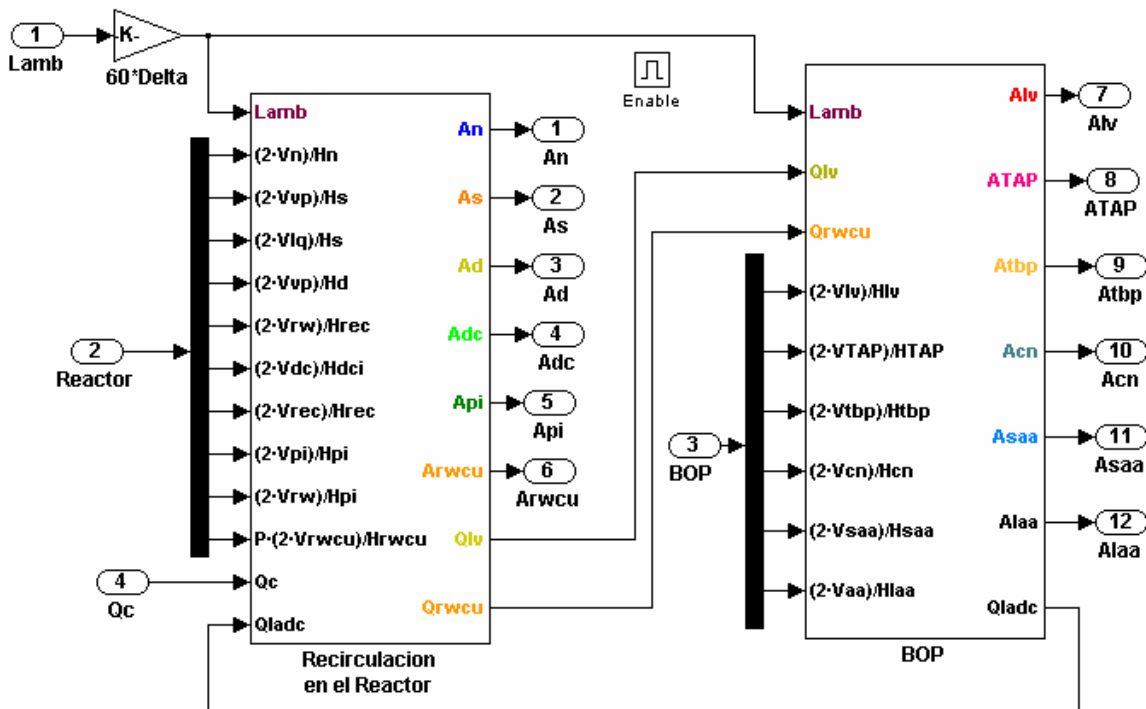 1
Lamb
-K-
60*Delta
Enable
Lamb
(2·Vn)/Hn
(2·Vvp)/Hs
(2·Vlq)/Hs
(2·Vvp)/Hd
(2·Vrw)/Hrec
(2·Vdc)/Hdci
(2·Vrec)/Hrec
(2·Vpi)/Hpi
(2·Vrw)/Hpi
P·(2·Vrwcu)/Hrwcu
Qc
Qladc
An
As
Ad
Adc
Api
Arwcu
Qlv
Qrwcu
Recirculacion
en el Reactor
2
Reactor
4
Qc
1
An
2
As
3
Ad
4
Adc
5
Api
6
Arwcu
3
BOP
Lamb
Qlv
Qrwcu
(2·Vlv)/Hlv
(2·VTAP)/HTAP
(2·Vtbp)/Htbp
(2·Vcn)/Hcn
(2·Vsaa)/Hsaa
(2·Vaa)/Hlaa
Alv
ATAP
Atbp
Acn
Asaa
Alaa
Qladc
BOP
7
Alv
8
ATAP
9
Atbp
10
Acn
11
Asaa
12
Alaa